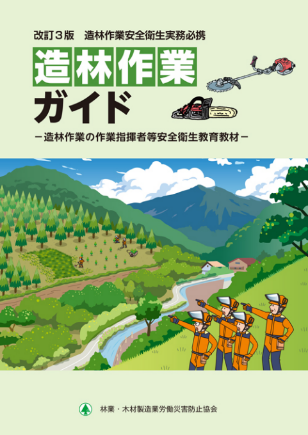 改訂３版　造林作業安全衛生実務必携
造林作業
ガイド
－造林作業の作業指揮者等安全衛生教育教材－
林業・木材製造業労働災害防止協会